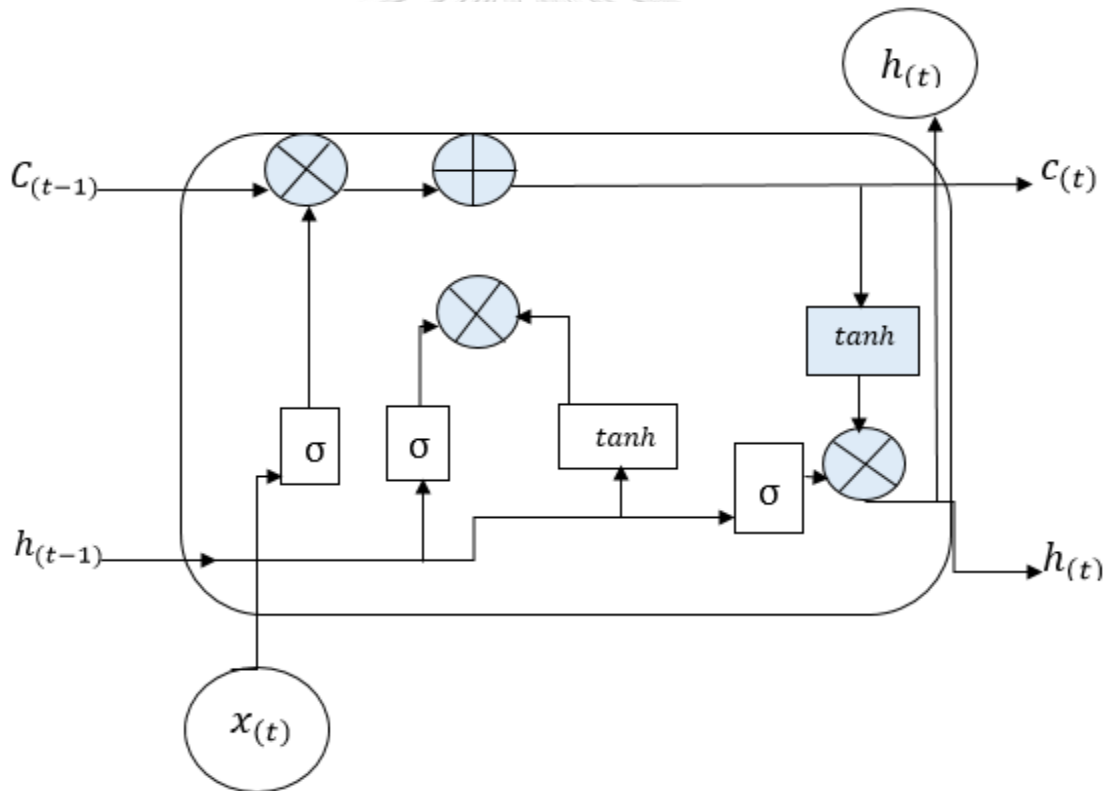 h(t)
C(t−1)
c(t)
tanh
σ
σ
tanh
σ
h(t−1)
h(t)
x(t)